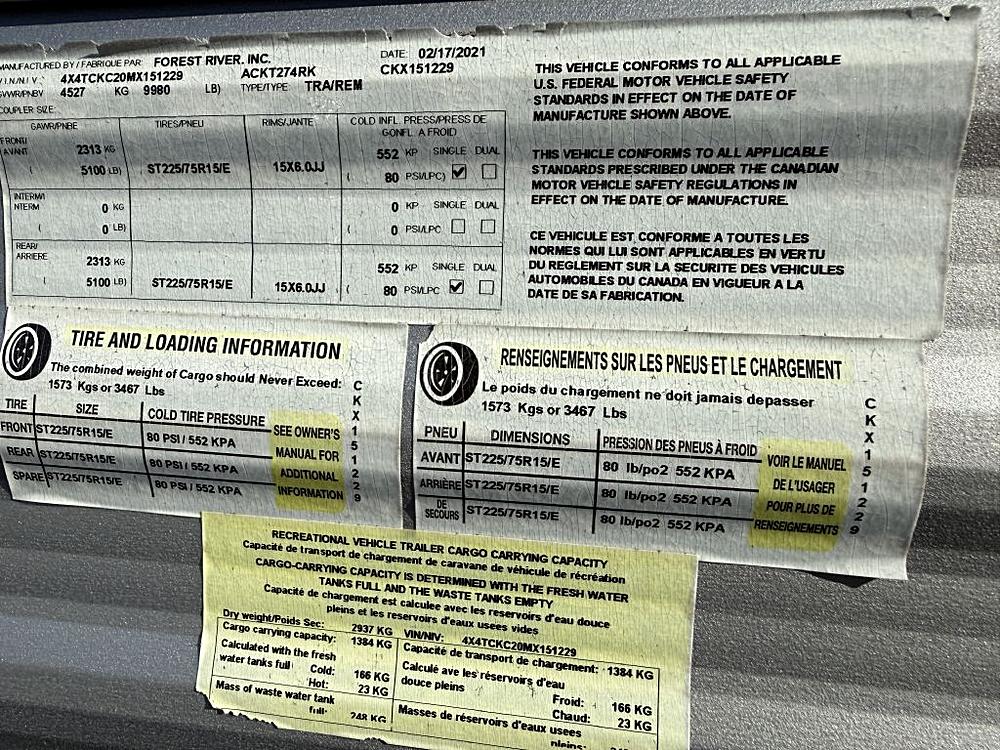 MANUFACTURED BY / FABRIQUE PAR: FOREST RIVER, INC. DATE: 02/17/2021
V.I.N./N.I.V.: 4X4TCKC20MX151229 ACKT274RK CKX151229
GVWR/PNBV 4527 KG 9980 LB) TYPE/TYPE: TRA/REM
COUPLER SIZE:
GAWR/PNBE TIRES/PNEU RIMS/JANTE COLD INFL. PRESS/PRESS DE GONFL. A FROID
FRONT/ AVANT 2313 KG 552 KP SINGLE DUAL
( 5100 LB) ST225/75R15/E 15X6.0JJ ( 80 PSI/LPC)
INTERM/ INTERM 0 KG 0 KP SINGLE DUAL
( 0 LB) ( 0 PSI/LPC
REAR/ ARRIERE 2313 KG 552 KP SINGLE DUAL
( 5100 LB) ST225/75R15/E 15X6.0JJ ( 80 PSI/LPC
THIS VEHICLE CONFORMS TO ALL APPLICABLE
U.S. FEDERAL MOTOR VEHICLE SAFETY
STANDARDS IN EFFECT ON THE DATE OF
MANUFACTURE SHOWN ABOVE.
THIS VEHICLE CONFORMS TO ALL APPLICABLE
STANDARDS PRESCRIBED UNDER THE CANADIAN
MOTOR VEHICLE SAFETY REGULATIONS IN
EFFECT ON THE DATE OF MANUFACTURE.
CE VEHICULE EST CONFORME A TOUTES LES
NORMES QUI LUI SONT APPLICABLES EN VERTU
DU REGLEMENT SUR LA SECURITE DES VEHICULES
AUTOMOBILES DU CANADA EN VIGUEUR A LA
DATE DE SA FABRICATION.
TIRE AND LOADING INFORMATION
The combined weight of Cargo should Never Exceed:
1573 Kgs or 3467 Lbs
TIRE SIZE COLD TIRE PRESSURE
FRONT ST225/75R15/E 80 PSI / 552 KPA
REAR ST225/75R15/E 80 PSI / 552 KPA
SPARE ST225/75R15/E 80 PSI / 552 KPA
SEE OWNER'S
MANUAL FOR
ADDITIONAL
INFORMATION
CKX151229
RENSEIGNEMENTS SUR LES PNEUS ET LE CHARGEMENT
Le poids du chargement ne doit jamais depasser
1573 Kgs or 3467 Lbs
PNEU DIMENSIONS PRESSION DES PNEUS À FROID
AVANT ST225/75R15/E 80 lb/po2 552 KPA
ARRIÈRE ST225/75R15/E 80 lb/po2 552 KPA
DE SECOURS ST225/75R15/E 80 lb/po2 552 KPA
VOIR LE MANUEL
DE L'USAGER
POUR PLUS DE
RENSEIGNEMENTS
CKX151229
RECREATIONAL VEHICLE TRAILER CARGO CARRYING CAPACITY
Capacité de transport de chargement de caravane de véhicule de récréation
CARGO-CARRYING CAPACITY IS DETERMINED WITH THE FRESH WATER
TANKS FULL AND THE WASTE TANKS EMPTY
Capacité de chargement est calculee avec les reservoirs d'eau douce
pleins et les reservoirs d'eaux usees vides
Dry weight/Poids Sec: 2937 KG VIN/NIV: 4X4TCKC20MX151229
Cargo carrying capacity: 1384 KG
Calculated with the fresh
water tanks full Cold: 166 KG
Hot: 23 KG
Mass of waste water tank
full: 248 KG
Capacité de transport de chargement: 1384 KG
Calculé ave les réservoirs d'eau
douce pleins Froid: 166 KG
Chaud: 23 KG
Masses de réservoirs d'eaux usees
pleins: